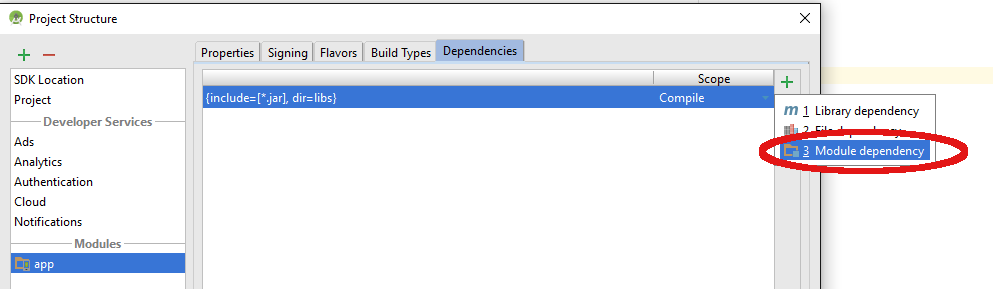 Project Structure
Properties Signing Flavors Build Types Dependencies
SDK Location
Project
Developer Services
Ads
Analytics
Authentication
Cloud
Notifications
Modules
app
Scope
{include=[*.jar], dir=libs} Compile
m 1 Library dependency
2 File dependency
3 Module dependency